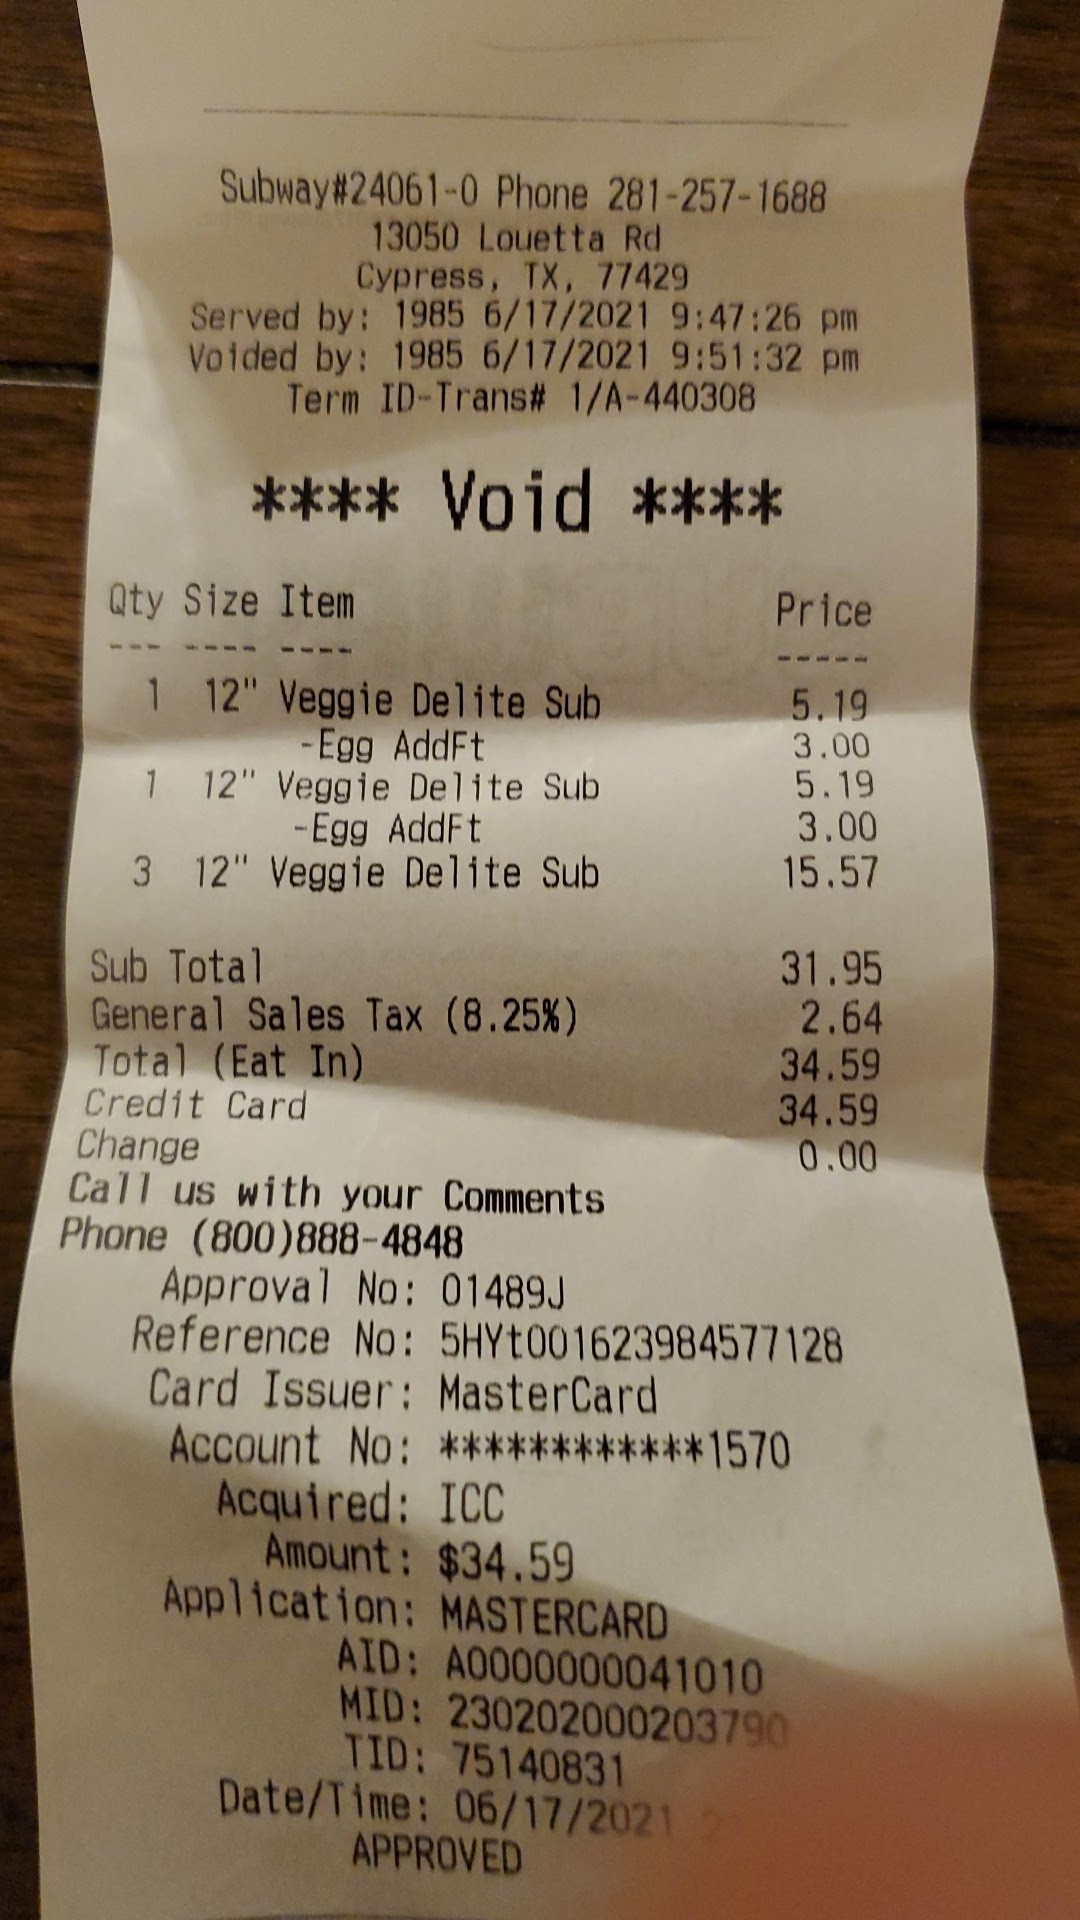 Subway#24061-0 Phone 281-257-1688
13050 Louetta Rd
Cypress, TX, 77429
Served by: 1985 6/17/2021 9:47:26 pm
Voided by: 1985 6/17/2021 9:51:32 pm
Term ID-Trans# 1/A-440308
**** Void ****
Qty Size Item Price
--- ---- ---- -----
1 12" Veggie Delite Sub 5.19
-Egg AddFt 3.00
1 12" Veggie Delite Sub 5.19
-Egg AddFt 3.00
3 12" Veggie Delite Sub 15.57
Sub Total 31.95
General Sales Tax (8.25%) 2.64
Total (Eat In) 34.59
Credit Card 34.59
Change 0.00
Call us with your Comments
Phone (800)888-4848
Approval No: 01489J
Reference No: 5HYt001623984577128
Card Issuer: MasterCard
Account No: ************1570
Acquired: ICC
Amount: $34.59
Application: MASTERCARD
AID: A0000000041010
MID: 230202000203790
TID: 75140831
Date/Time: 06/17/2021
APPROVED